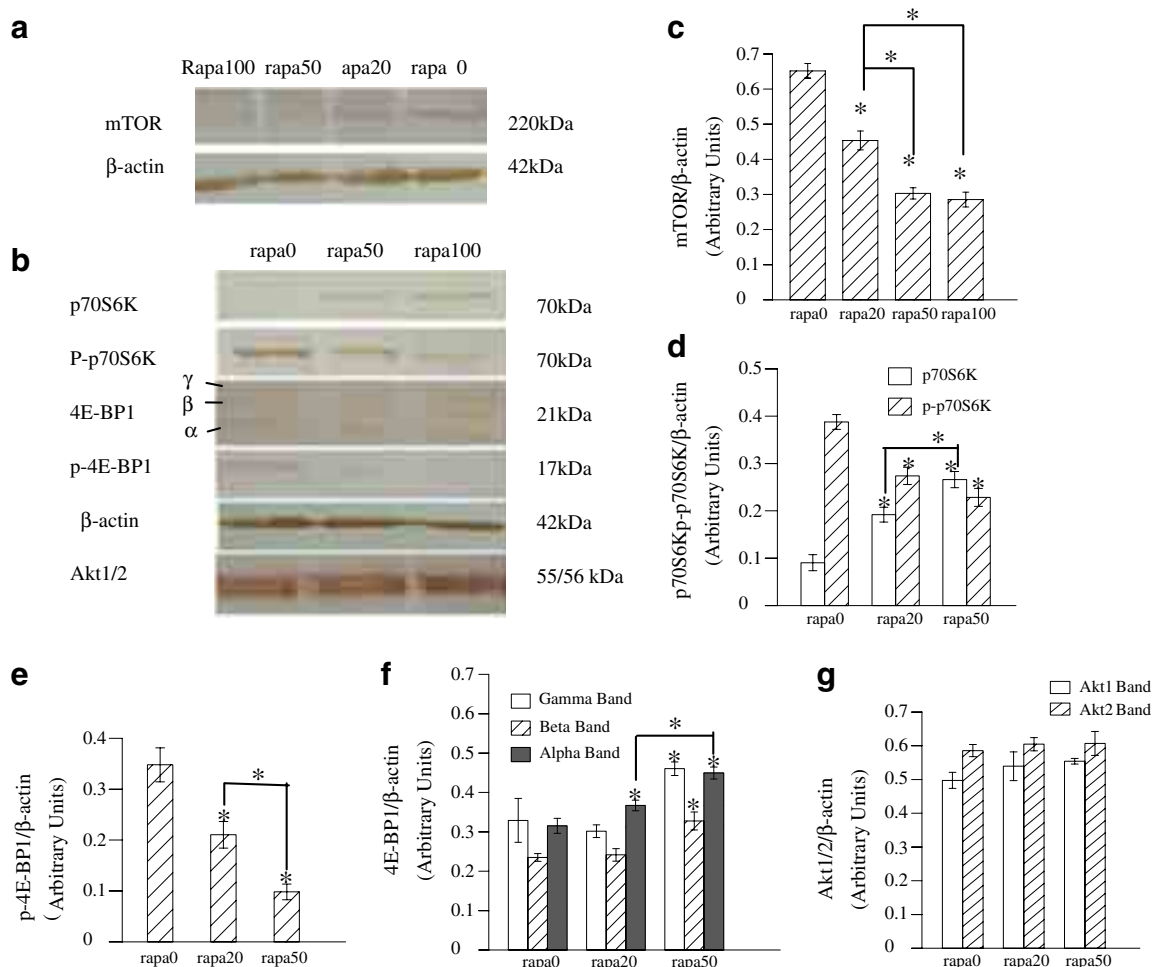 a
Rapa100 rapa50 apa20 rapa 0
mTOR 220kDa
β-actin 42kDa
b
rapa0 rapa50 rapa100
p70S6K 70kDa
P-p70S6K 70kDa
γ
β
α
4E-BP1 21kDa
p-4E-BP1 17kDa
β-actin 42kDa
Akt1/2 55/56 kDa
c
mTOR/β-actin
(Arbitrary Units)
0.7
0.6
0.5
0.4
0.3
0.2
0.1
0
* * * * *
rapa0 rapa20 rapa50 rapa100
d
p70S6Kp-p70S6K/β-actin
(Arbitrary Units)
0.5
0.4
0.3
0.2
0.1
0
p70S6K
p-p70S6K
* * * * *
rapa0 rapa20 rapa50
e
p-4E-BP1/β-actin
(Arbitrary Units)
0.4
0.3
0.2
0.1
0
* * *
rapa0 rapa20 rapa50
f
4E-BP1/β-actin
(Arbitrary Units)
0.7
0.6
0.5
0.4
0.3
0.2
0.1
0
Gamma Band
Beta Band
Alpha Band
* * * * *
rapa0 rapa20 rapa50
g
Akt1/2/β-actin
(Arbitrary Units)
Akt1 Band
Akt2 Band
0.7
0.6
0.5
0.4
0.3
0.2
0.1
0
rapa0 rapa20 rapa50